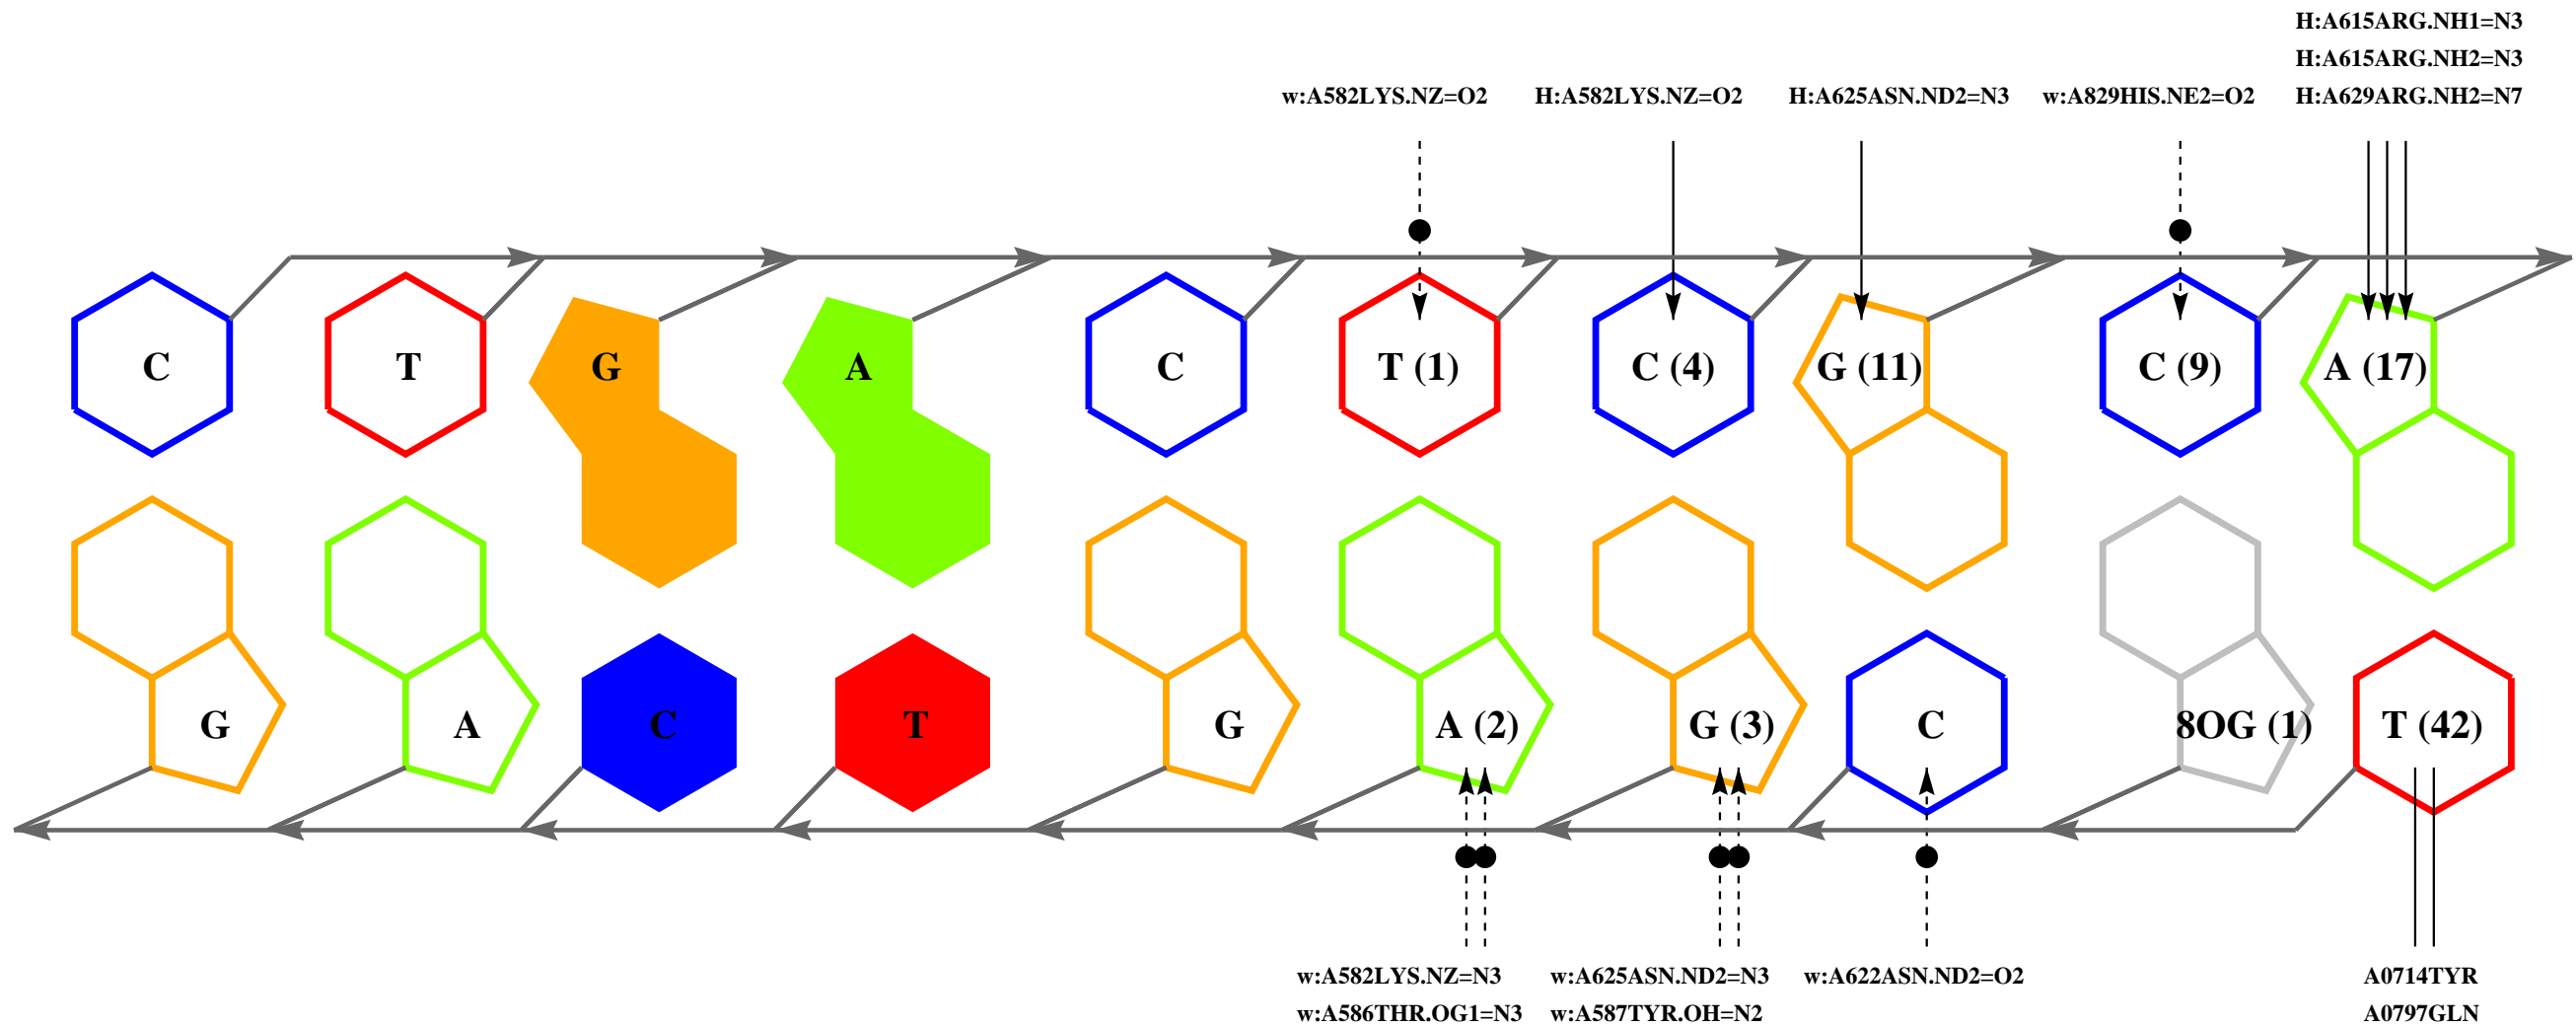 H:A615ARG.NH1=N3
H:A615ARG.NH2=N3
w:A582LYS.NZ=O2 H:A582LYS.NZ=O2 H:A625ASN.ND2=N3 w:A829HIS.NE2=O2 H:A629ARG.NH2=N7
C T G A C T (1) C (4) G (11) C (9) A (17)
G A C T G A (2) G (3) C 8OG (1) T (42)
w:A582LYS.NZ=N3 w:A625ASN.ND2=N3 w:A622ASN.ND2=O2 A0714TYR
w:A586THR.OG1=N3 w:A587TYR.OH=N2 A0797GLN